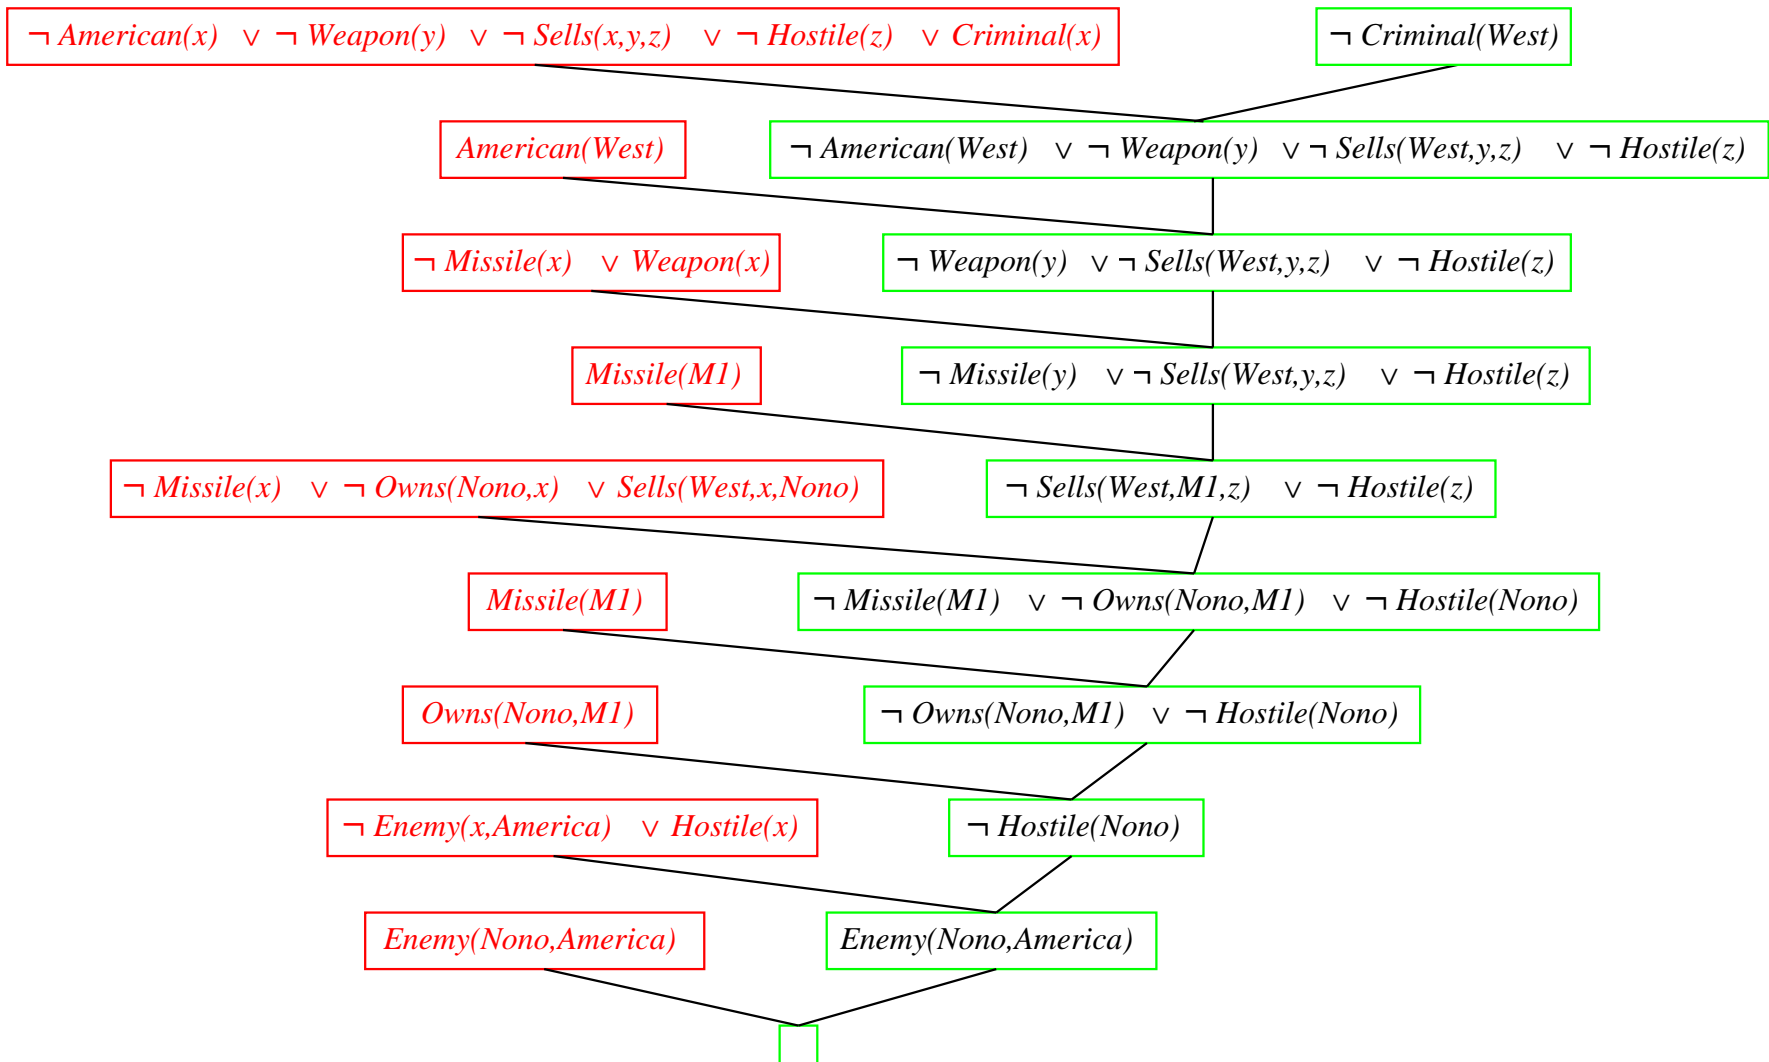 ¬ American(x) ∨ ¬ Weapon(y) ∨ ¬ Sells(x,y,z) ∨ ¬ Hostile(z) ∨ Criminal(x)
¬ Criminal(West)
American(West)
¬ American(West) ∨ ¬ Weapon(y) ∨ ¬ Sells(West,y,z) ∨ ¬ Hostile(z)
¬ Missile(x) ∨ Weapon(x)
¬ Weapon(y) ∨ ¬ Sells(West,y,z) ∨ ¬ Hostile(z)
Missile(M1)
¬ Missile(y) ∨ ¬ Sells(West,y,z) ∨ ¬ Hostile(z)
¬ Missile(x) ∨ ¬ Owns(Nono,x) ∨ Sells(West,x,Nono)
¬ Sells(West,M1,z) ∨ ¬ Hostile(z)
Missile(M1)
¬ Missile(M1) ∨ ¬ Owns(Nono,M1) ∨ ¬ Hostile(Nono)
Owns(Nono,M1)
¬ Owns(Nono,M1) ∨ ¬ Hostile(Nono)
¬ Enemy(x,America) ∨ Hostile(x)
¬ Hostile(Nono)
Enemy(Nono,America)
Enemy(Nono,America)